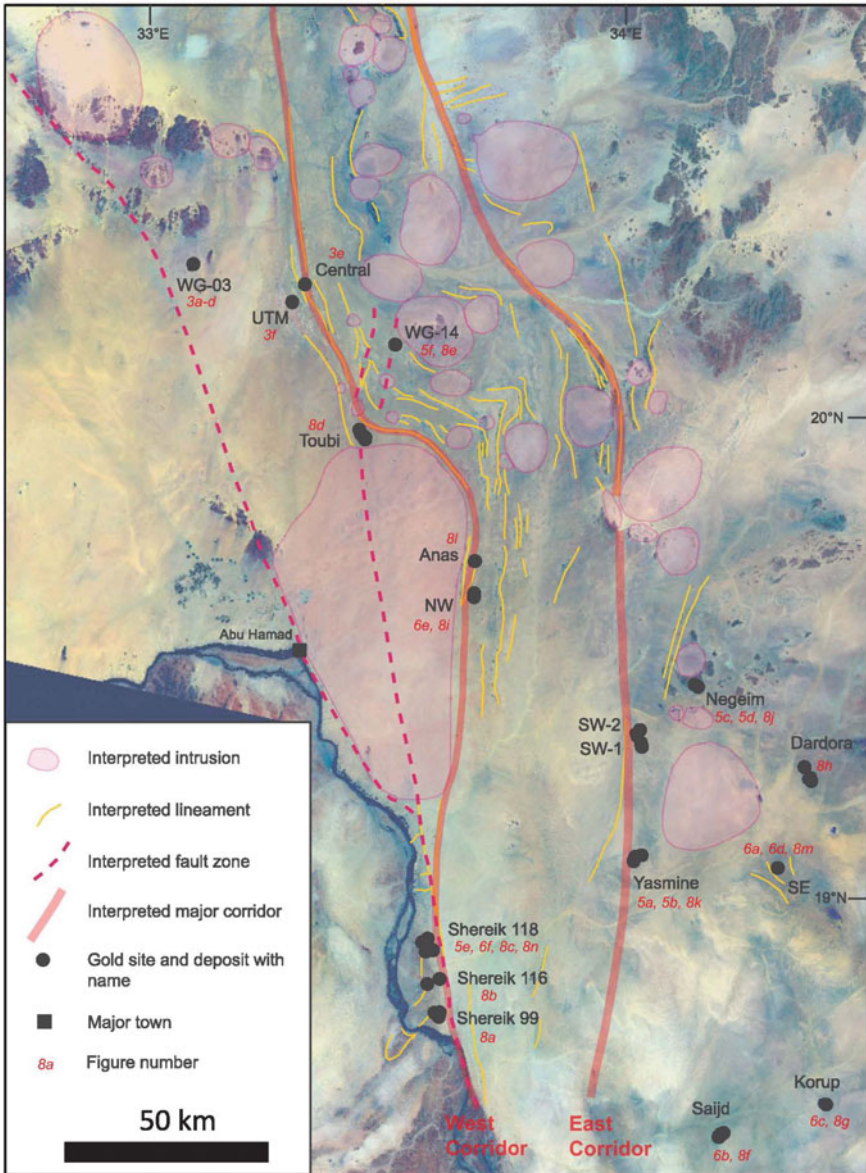 33°E
34°E
3e
Central
WG-03
3a-d
UTM
3f
WG-14
5f, 8e
20°N
8d
Toubi
8l
Anas
NW
6e, 8i
Abu Hamad
Negeim
5c, 5d, 8j
SW-2
SW-1
Dardora
8h
6a, 6d, 8m
SE
Yasmine
5a, 5b, 8k
19°N
Shereik 118
5e, 6f, 8c, 8n
Shereik 116
8b
Shereik 99
8a
Korup
6c, 8g
Saijd
6b, 8f
West
Corridor
East
Corridor
Interpreted intrusion
Interpreted lineament
Interpreted fault zone
Interpreted major corridor
Gold site and deposit with
name
Major town
8a
Figure number
50 km